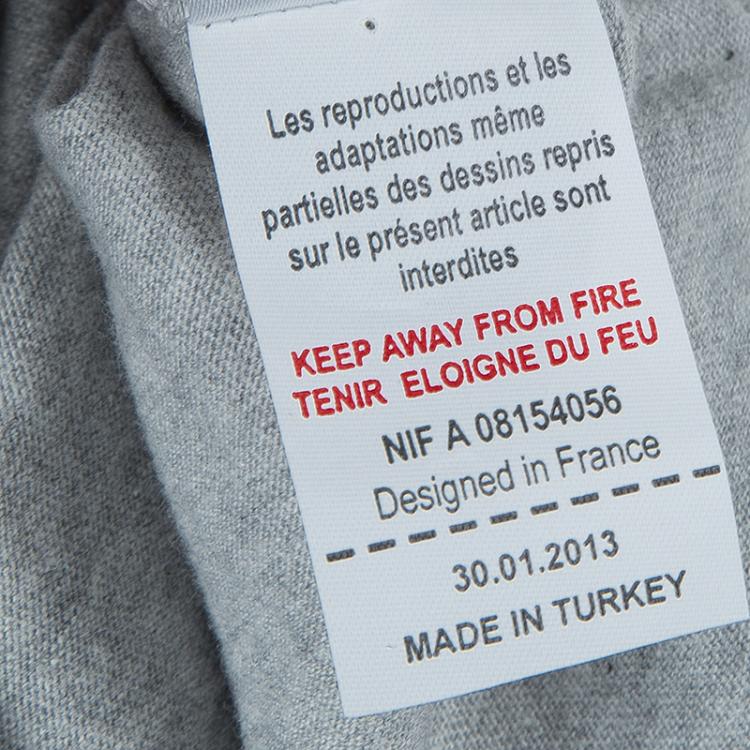 Les reproductions et les
adaptations même
partielles des dessins repris
sur le présent article sont
interdites
KEEP AWAY FROM FIRE
TENIR ELOIGNE DU FEU
NIF A 08154056
Designed in France
30.01.2013
MADE IN TURKEY